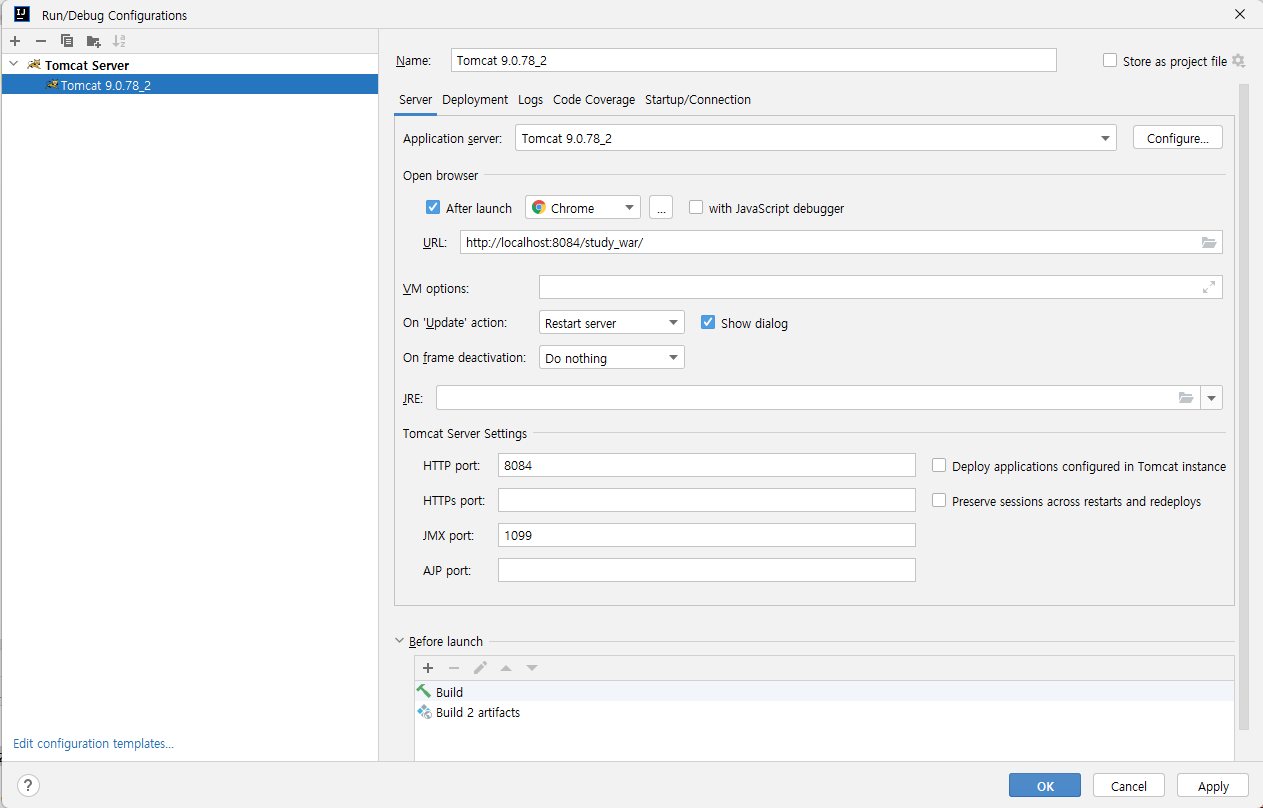 Run/Debug Configurations
Tomcat Server
Tomcat 9.0.78_2
Edit configuration templates...
Name: Tomcat 9.0.78_2 Store as project file
Server Deployment Logs Code Coverage Startup/Connection
Application server: Tomcat 9.0.78_2 Configure...
Open browser
After launch Chrome ... with JavaScript debugger
URL: http://localhost:8084/study_war/
VM options:
On 'Update' action: Restart server Show dialog
On frame deactivation: Do nothing
JRE:
Tomcat Server Settings
HTTP port: 8084 Deploy applications configured in Tomcat instance
HTTPs port: Preserve sessions across restarts and redeploys
JMX port: 1099
AJP port:
Before launch
Build
Build 2 artifacts
? OK Cancel Apply